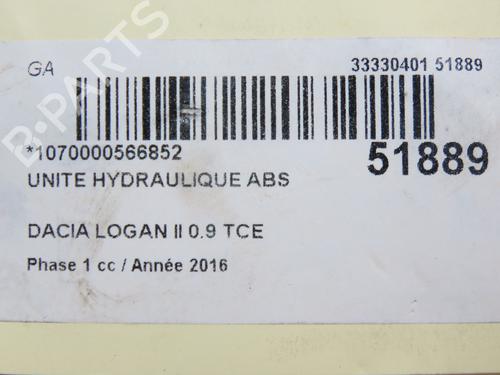 GA 33330401 51889
*1070000566852 51889
UNITE HYDRAULIQUE ABS
DACIA LOGAN II 0.9 TCE
Phase 1 cc / Année 2016
B-PARTS